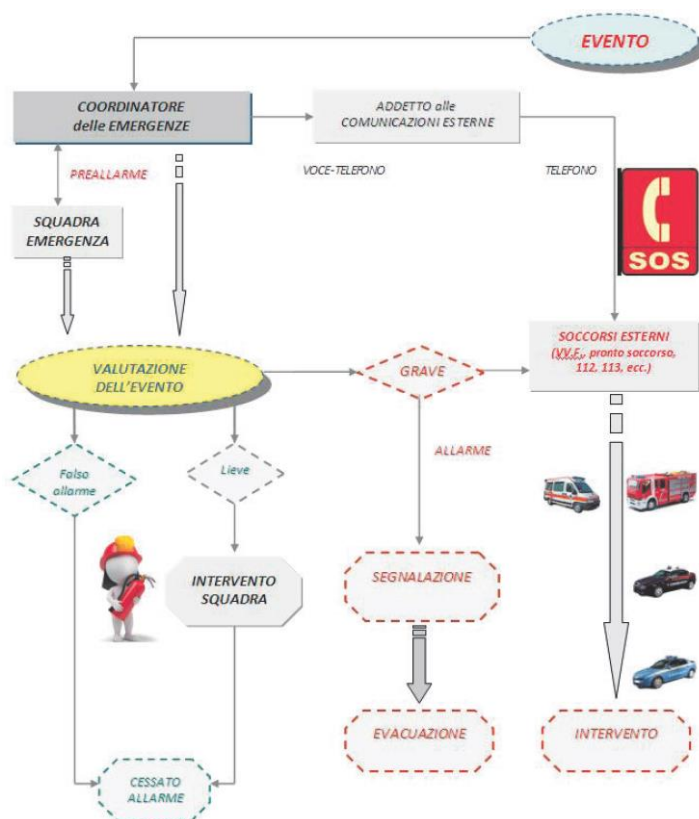 EVENTO
COORDINATORE
delle EMERGENZE
ADDETTO alle
COMUNICAZIONI ESTERNE
PREALLARME
VOCE-TELEFONO
TELEFONO
SQUADRA
EMERGENZA
SOS
SOCCORSI ESTERNI
(VV.F., pronto soccorso,
112, 113, ecc.)
VALUTAZIONE
DELL'EVENTO
GRAVE
Falso
allarme
Lieve
ALLARME
INTERVENTO
SQUADRA
SEGNALAZIONE
EVACUAZIONE
INTERVENTO
CESSATO
ALLARME